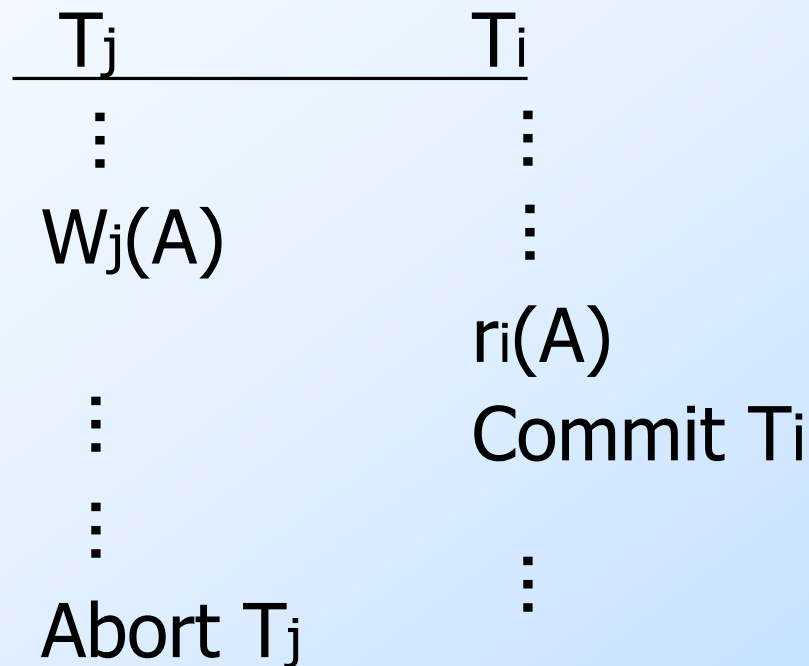 Tj Ti
⋮ ⋮
Wj(A) ⋮
ri(A)
⋮ Commit Ti
⋮
⋮
Abort Tj